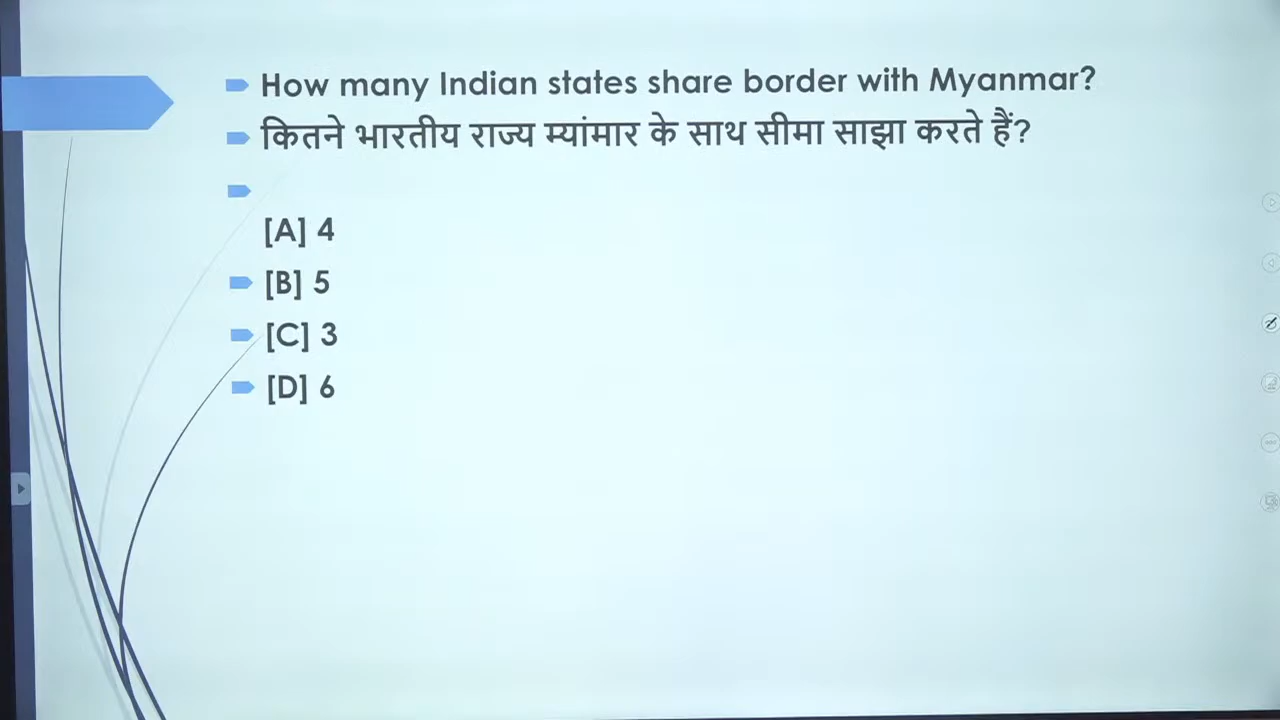 How many Indian states share border with Myanmar?
कितने भारतीय राज्य म्यांमार के साथ सीमा साझा करते हैं?
[A] 4
[B] 5
[C] 3
[D] 6